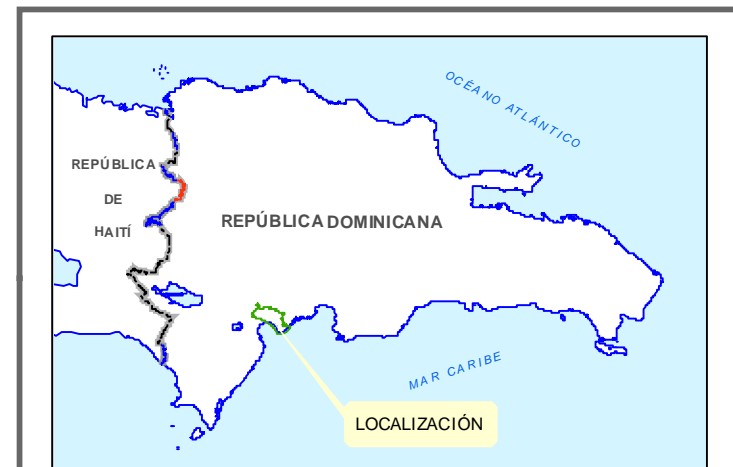 OCÉANO ATLÁNTICO
REPÚBLICA
DE
HAITÍ
REPÚBLICA DOMINICANA
MAR CARIBE
LOCALIZACIÓN